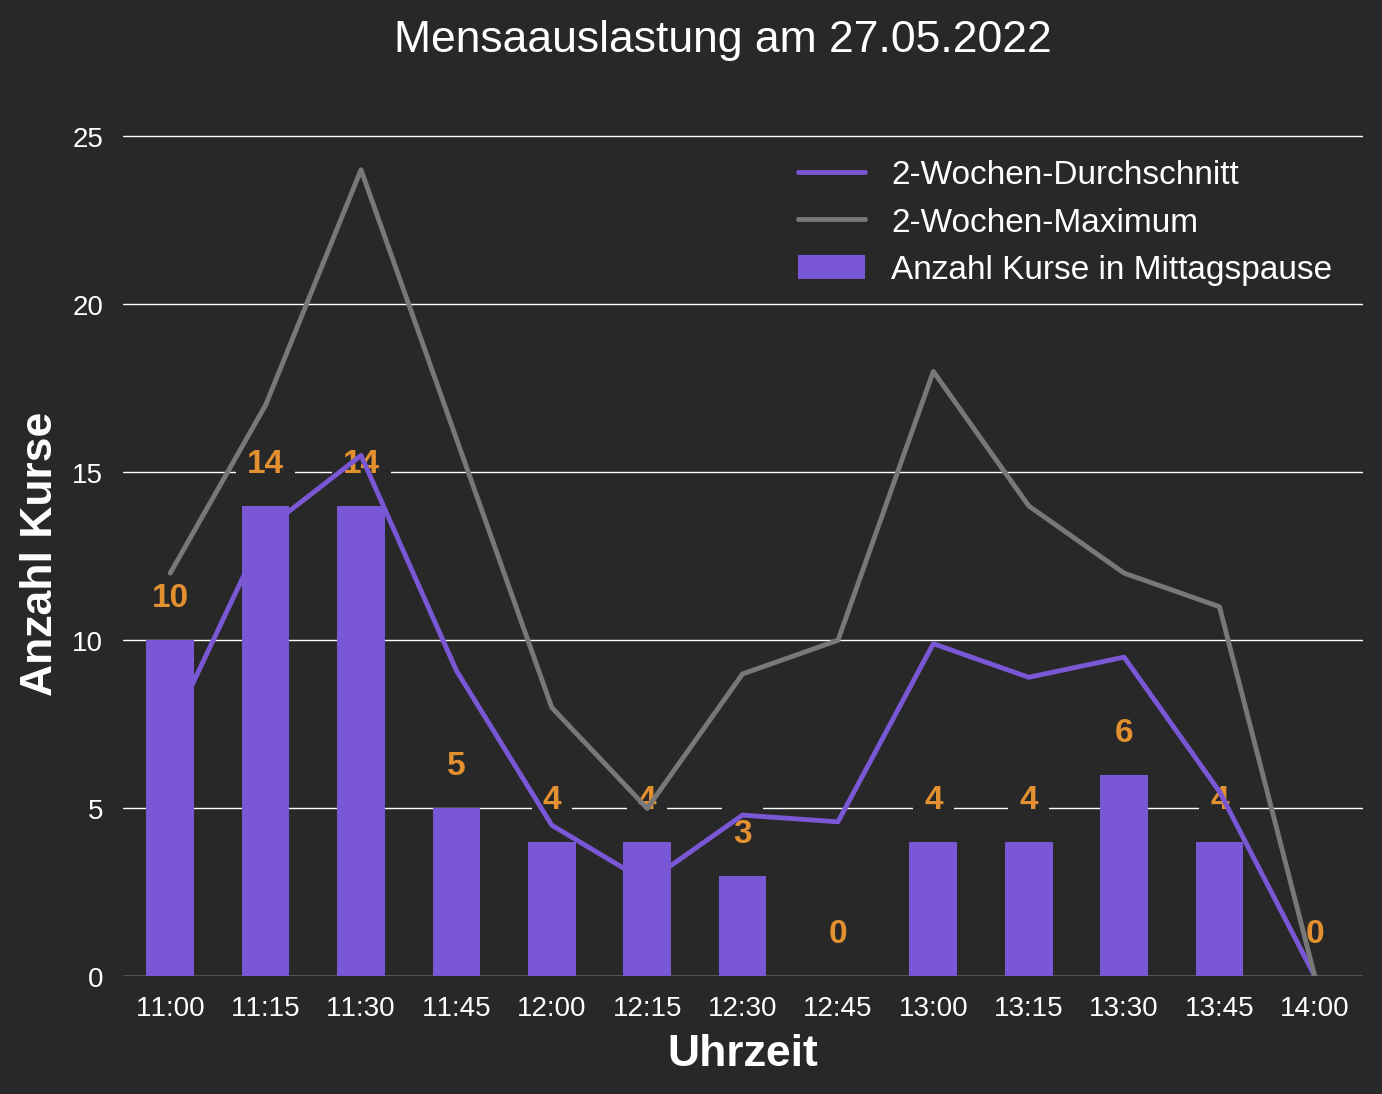 Mensaauslastung am 27.05.2022
25
20
15
10
5
0
Anzahl Kurse
2-Wochen-Durchschnitt
2-Wochen-Maximum
Anzahl Kurse in Mittagspause
10
14
14
5
4
4
3
0
4
4
6
4
0
11:00 11:15 11:30 11:45 12:00 12:15 12:30 12:45 13:00 13:15 13:30 13:45 14:00
Uhrzeit